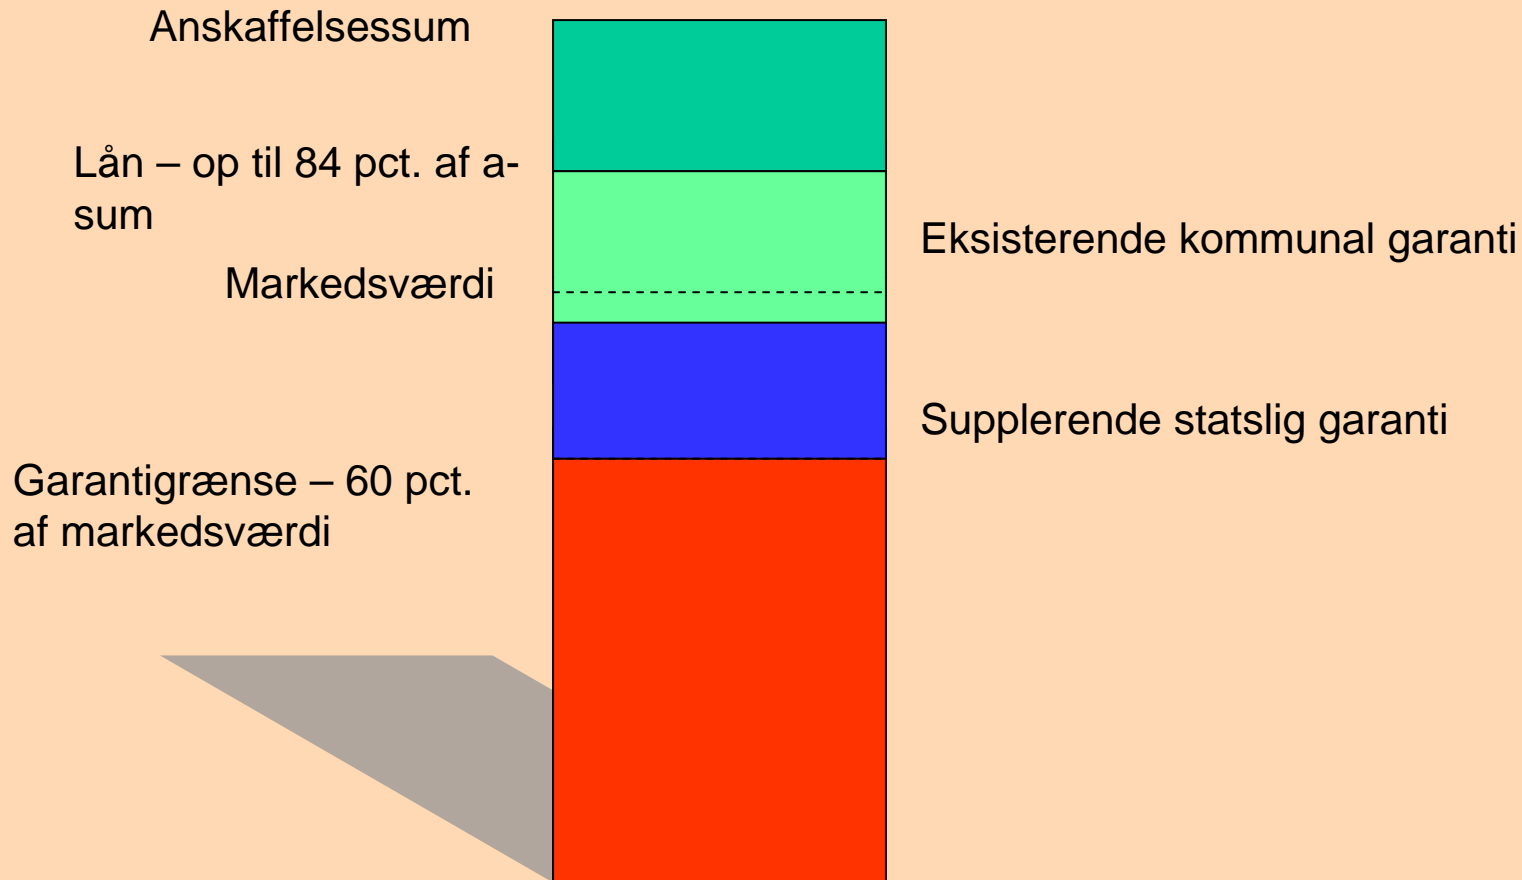 Anskaffelsessum
Lån – op til 84 pct. af a-
sum
Eksisterende kommunal garanti
Markedsværdi
Supplerende statslig garanti
Garantigrænse – 60 pct.
af markedsværdi